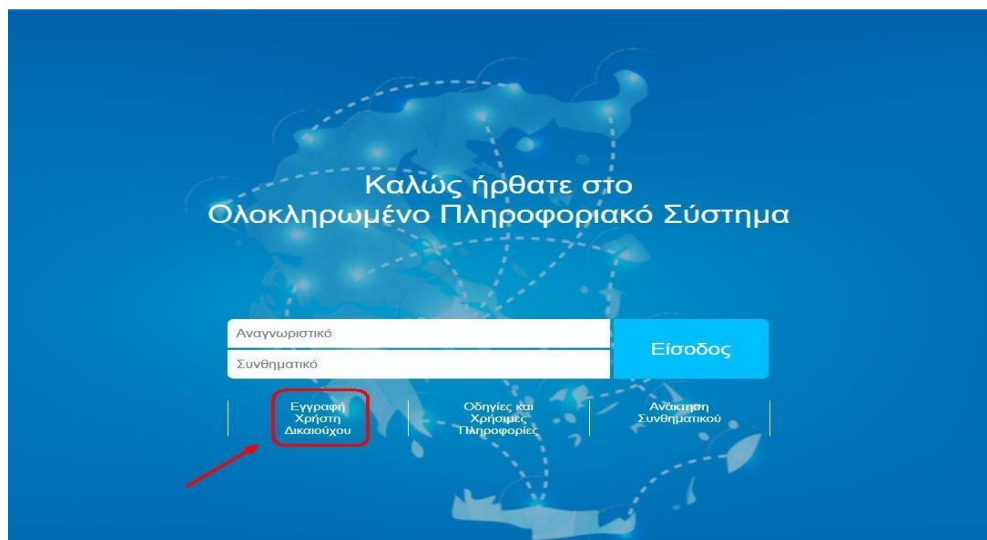 Καλώς ήρθατε στο
Ολοκληρωμένο Πληροφοριακό Σύστημα
Αναγνωριστικό
Συνθηματικό
Είσοδος
Εγγραφή
Χρήστη
Δικαιούχου
Οδηγίες και
Χρήσιμες
Πληροφορίες
Ανάκτηση
Συνθηματικού